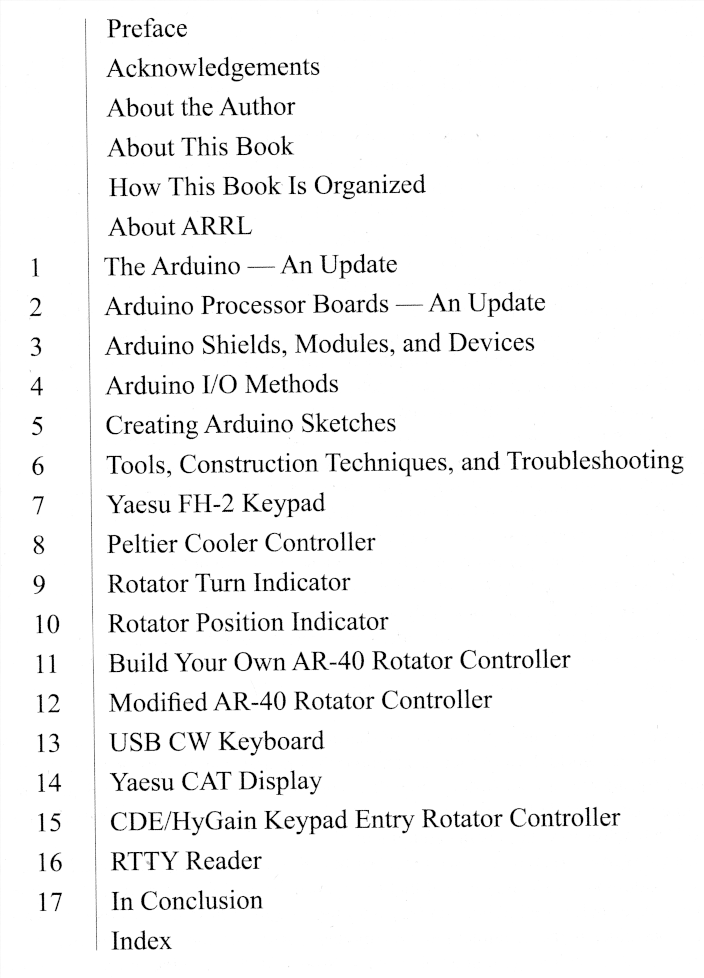 Preface
Acknowledgements
About the Author
About This Book
How This Book Is Organized
About ARRL
1 The Arduino — An Update
2 Arduino Processor Boards — An Update
3 Arduino Shields, Modules, and Devices
4 Arduino I/O Methods
5 Creating Arduino Sketches
6 Tools, Construction Techniques, and Troubleshooting
7 Yaesu FH-2 Keypad
8 Peltier Cooler Controller
9 Rotator Turn Indicator
10 Rotator Position Indicator
11 Build Your Own AR-40 Rotator Controller
12 Modified AR-40 Rotator Controller
13 USB CW Keyboard
14 Yaesu CAT Display
15 CDE/HyGain Keypad Entry Rotator Controller
16 RTTY Reader
17 In Conclusion
Index